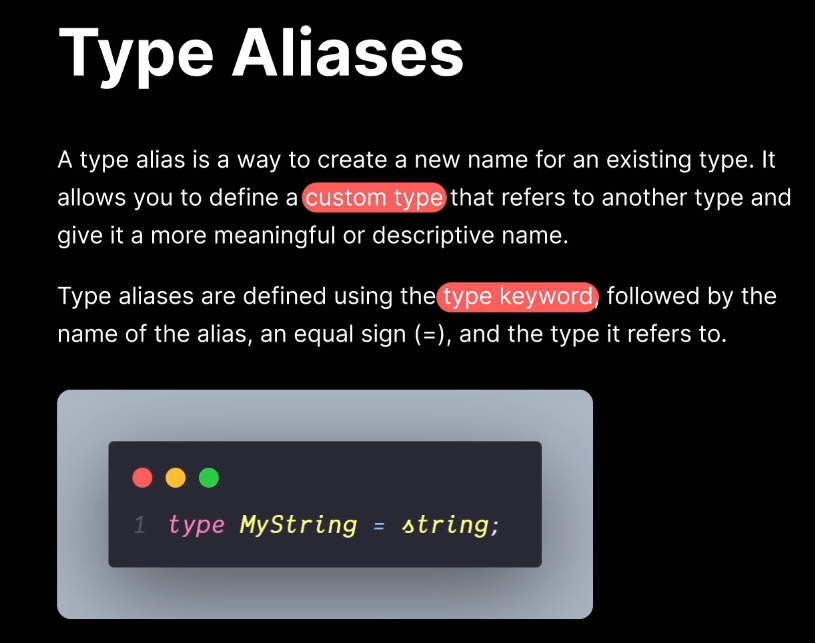 Type Aliases
A type alias is a way to create a new name for an existing type. It
allows you to define a custom type that refers to another type and
give it a more meaningful or descriptive name.
Type aliases are defined using the type keyword, followed by the
name of the alias, an equal sign (=), and the type it refers to.
1 type MyString = string;